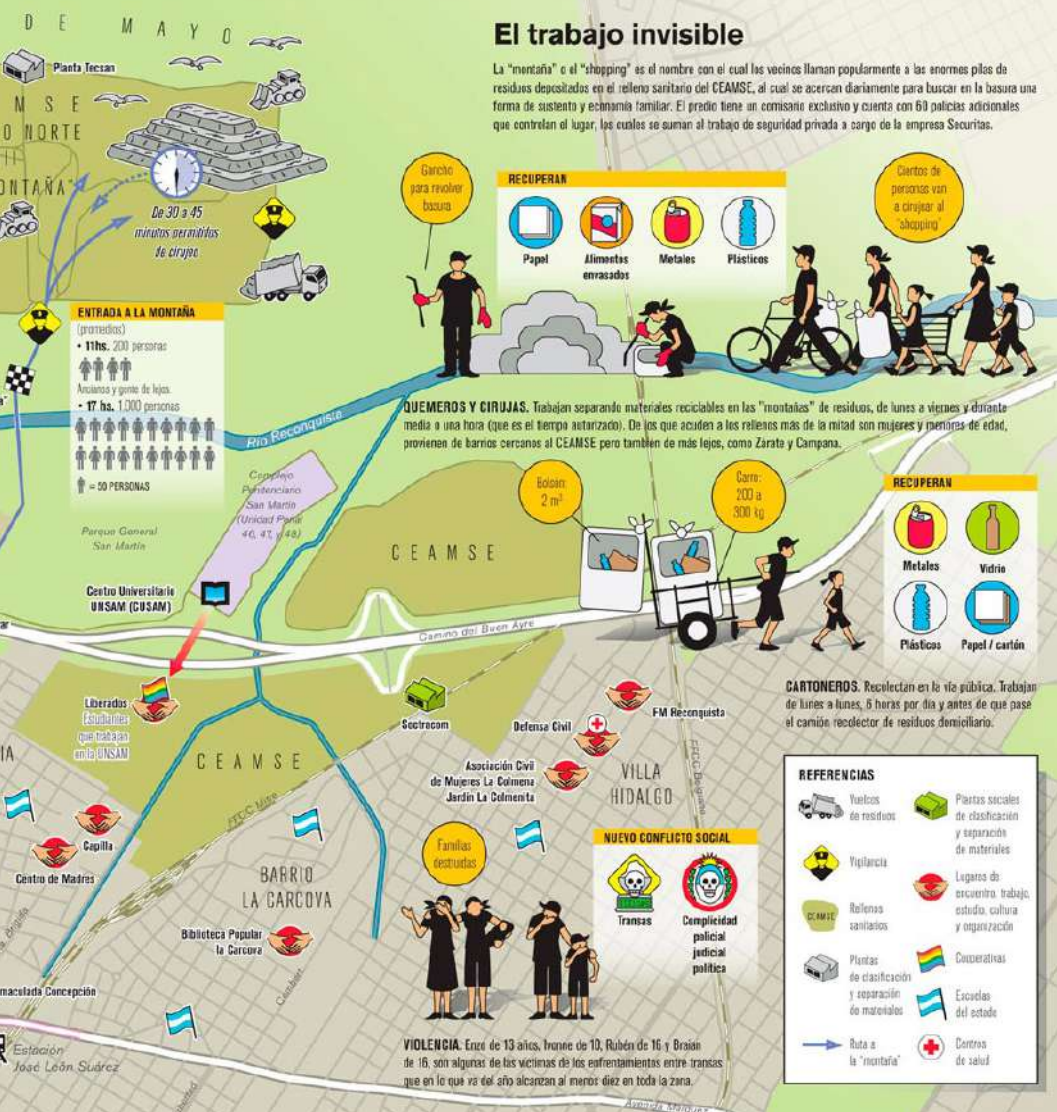 DE MAYO
Planta Tecsan
MSE
O NORTE
III
ONTAÑA"
De 30 a 45
minutos permitidos
de cirujeo
ENTRADA A LA MONTAÑA
(promedios)
• 11hs. 200 personas
Ancianos y gente de lejos.
• 17 hs. 1.000 personas
= 50 PERSONAS
El trabajo invisible
La "montaña" o el "shopping" es el nombre con el cual los vecinos llaman popularmente a las enormes pilas de
residuos depositados en el relleno sanitario del CEAMSE, al cual se acercan diariamente para buscar en la basura una
forma de sustento y economía familiar. El predio tiene un comisario exclusivo y cuenta con 60 policías adicionales
que controlan el lugar, los cuales se suman al trabajo de seguridad privada a cargo de la empresa Securitas.
Gancho
para revolver
basura
RECUPERAN
Papel
Alimentos
envasados
Metales
Plásticos
Cientos de
personas van
a cirujear al
"shopping"
QUEMEROS Y CIRUJAS. Trabajan separando materiales reciclables en las "montañas" de residuos, de lunes a viernes y durante
media a una hora (que es el tiempo autorizado). De los que acuden a los rellenos más de la mitad son mujeres y menores de edad,
provienen de barrios cercanos al CEAMSE pero también de más lejos, como Zárate y Campana.
Río Reconquista
Complejo
Penitenciario
San Martín
(Unidad Penal
46, 47, y 48)
Parque General
San Martín
CEAMSE
Centro Universitario
UNSAM (CUSAM)
Camino del Buen Ayre
Bolsón:
2 m³
Carro:
200 a
300 kg
RECUPERAN
Metales
Vidrio
Plásticos
Papel / cartón
CARTONEROS. Recolectan en la vía pública. Trabajan
de lunes a lunes, 6 horas por día y antes de que pase
el camión recolector de residuos domiciliario.
Liberados
Estudiantes
que trabajan
en la UNSAM
CEAMSE
Soctrecom
Defensa Civil
FM Reconquista
Asociación Civil
de Mujeres La Colmena
Jardín La Colmenita
VILLA
HIDALGO
FFCC Belgrano
FFCC Mitre
IA
Capilla
Centro de Madres
BARRIO
LA CARCOVA
Biblioteca Popular
la Carcova
maculada Concepción
Estación
José León Suárez
Familias
destruidas
NUEVO CONFLICTO SOCIAL
Transas
Complicidad
policial
judicial
política
VIOLENCIA. Enzo de 13 años, Ivonne de 10, Rubén de 16 y Braian
de 16, son algunas de las víctimas de los enfrentamientos entre transas
que en lo que va del año alcanzan al menos diez en toda la zona.
REFERENCIAS
Vuelcos
de residuos
Vigilancia
CEAMSE
Rellenos
sanitarios
Plantas
de clasificación
y separación
de materiales
Ruta a
la "montaña"
Plantas sociales
de clasificación
y separación
de materiales
Lugares de
encuentro, trabajo,
estudio, cultura
y organización
Cooperativas
Escuelas
del estado
Centros
de salud